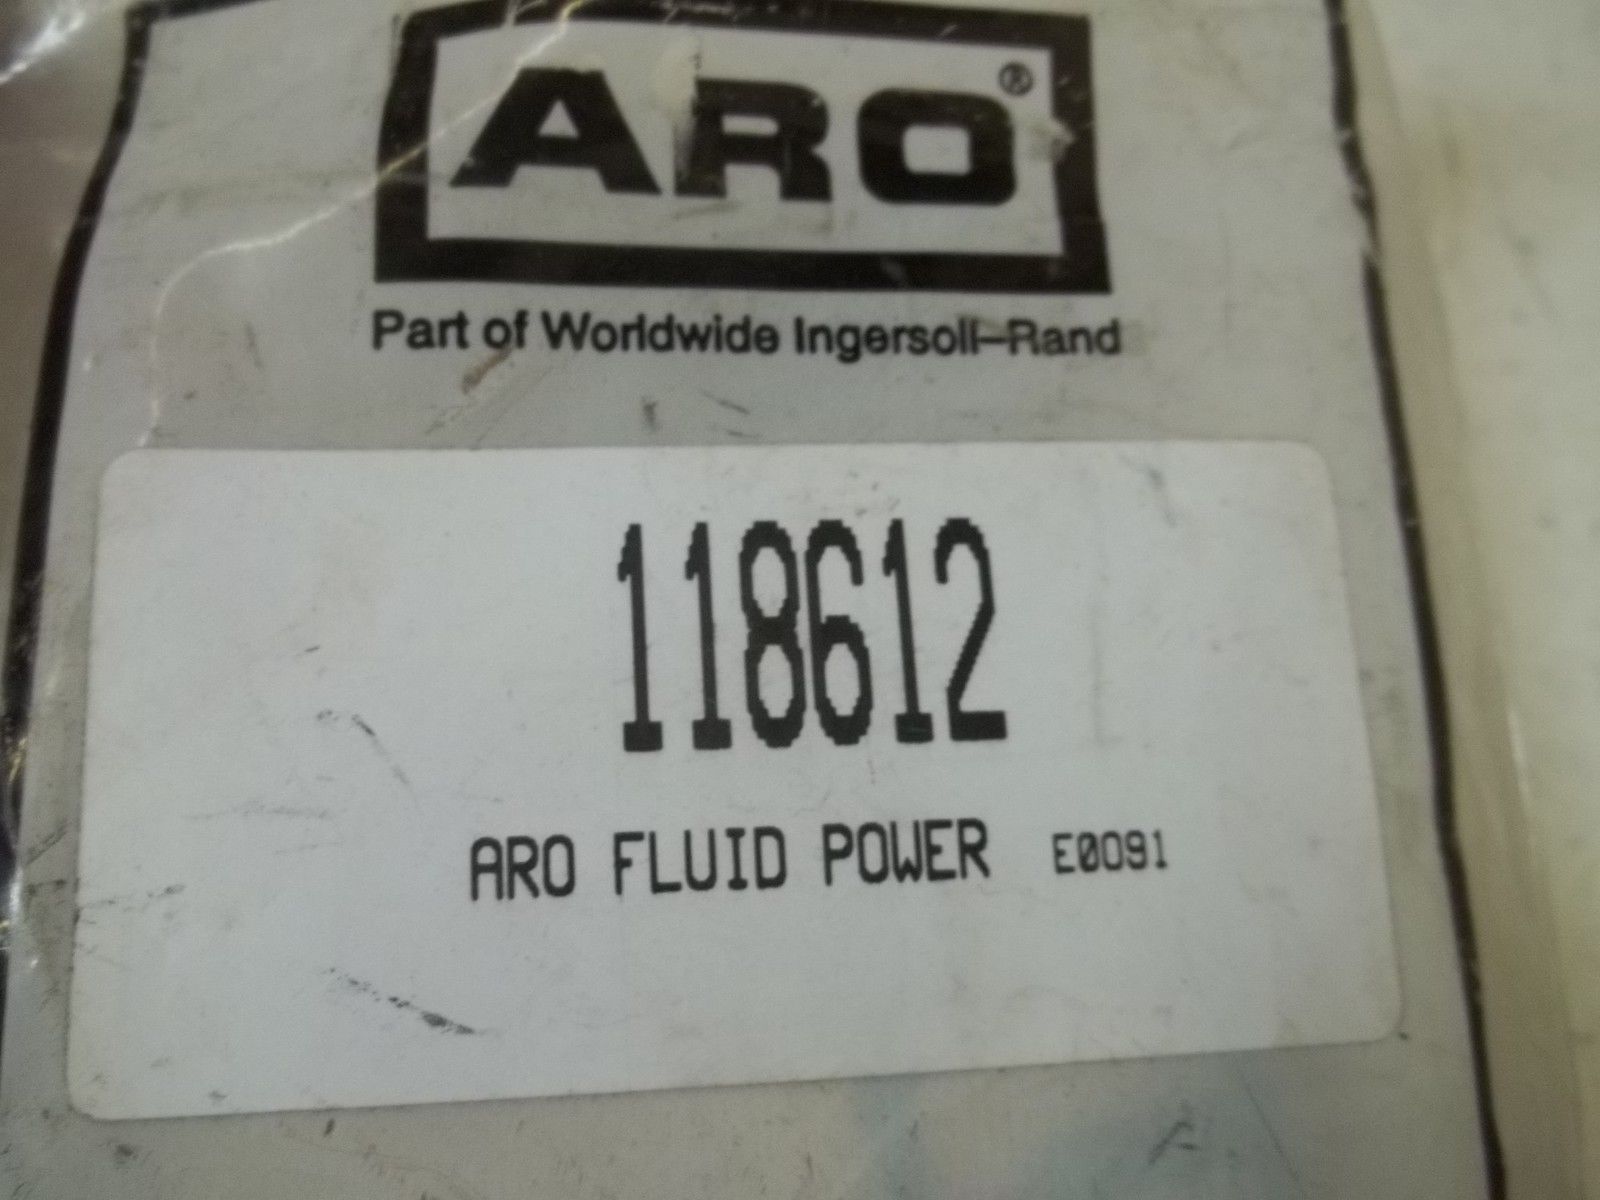 ARO®
Part of Worldwide Ingersoll-Rand
118612
ARO FLUID POWER E0091